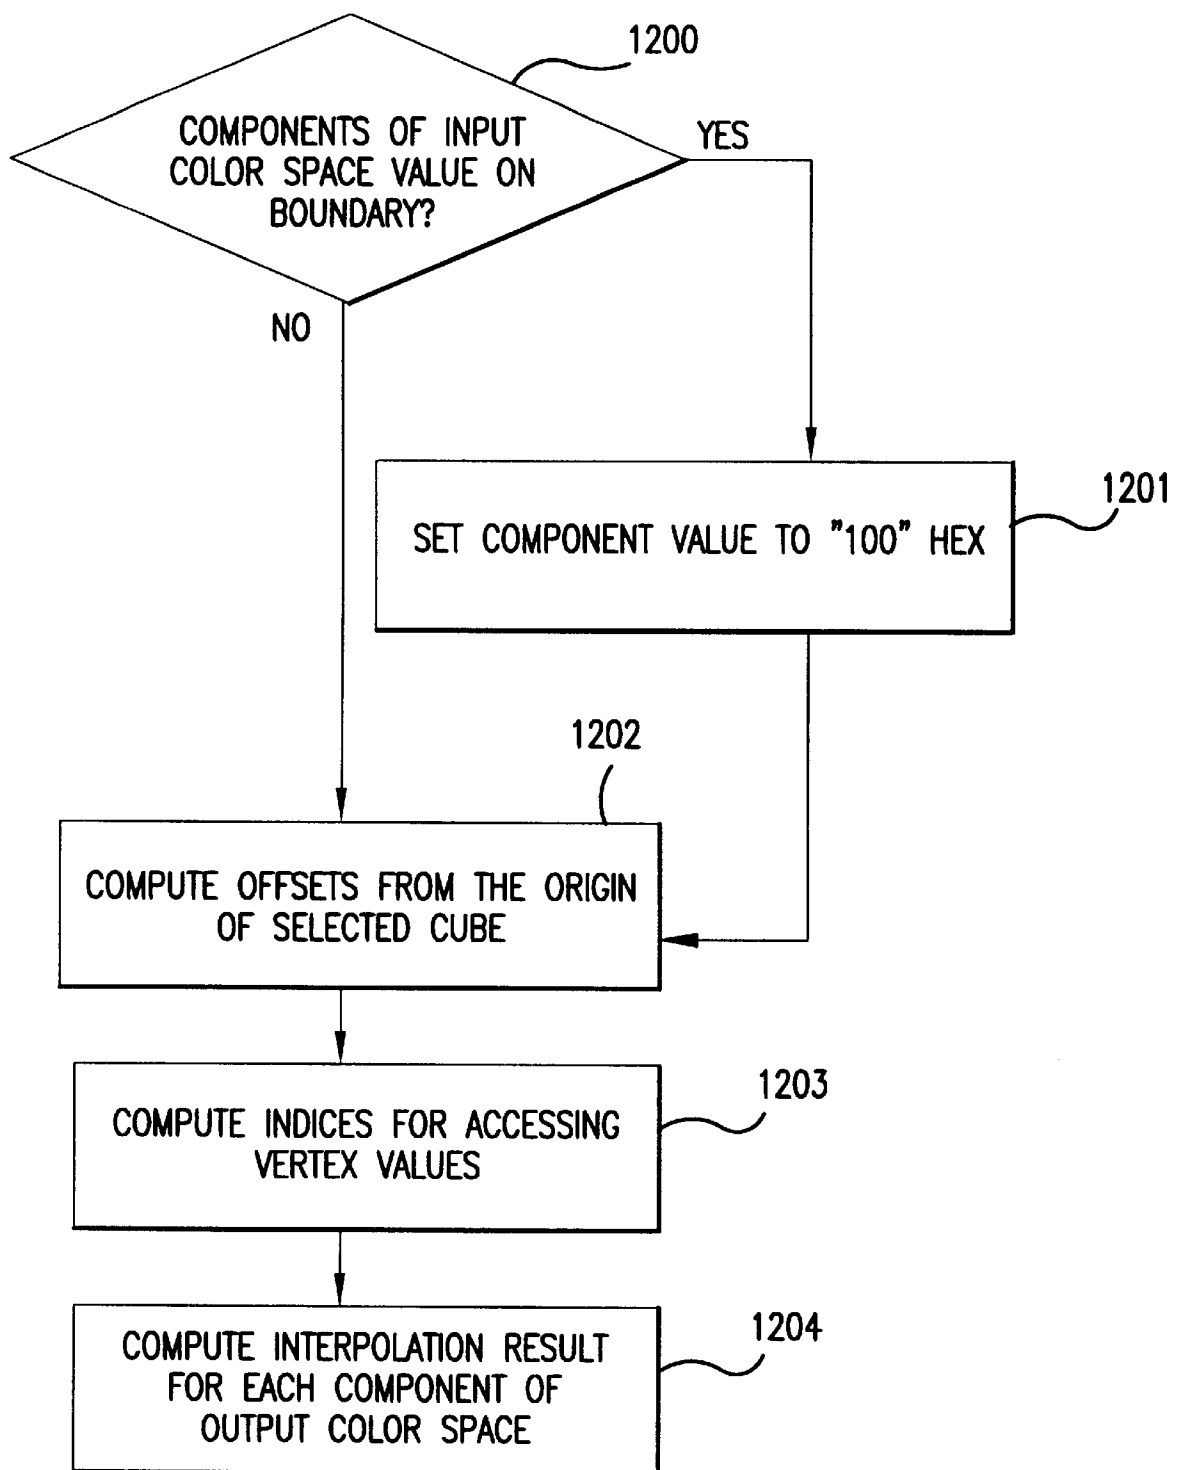 1200
COMPONENTS OF INPUT
COLOR SPACE VALUE ON
BOUNDARY?
YES
NO
1201
SET COMPONENT VALUE TO "100" HEX
1202
COMPUTE OFFSETS FROM THE ORIGIN
OF SELECTED CUBE
1203
COMPUTE INDICES FOR ACCESSING
VERTEX VALUES
1204
COMPUTE INTERPOLATION RESULT
FOR EACH COMPONENT OF
OUTPUT COLOR SPACE